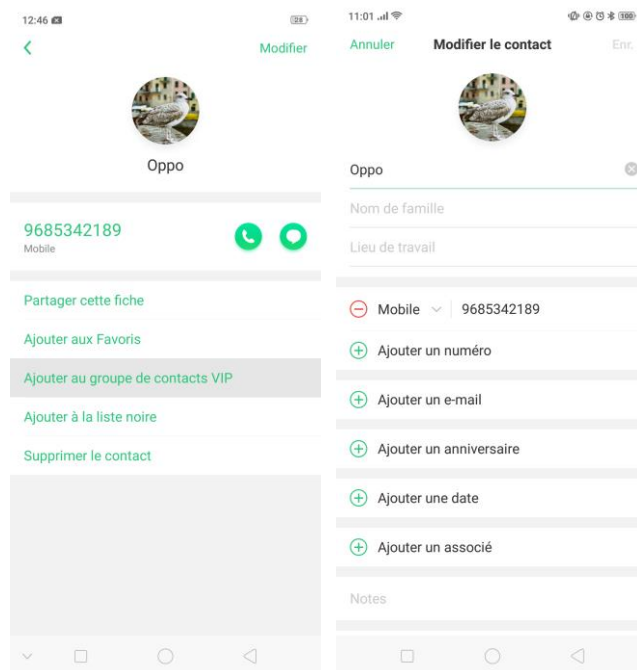 12:46
28
Modifier
Oppo
9685342189
Mobile
Partager cette fiche
Ajouter aux Favoris
Ajouter au groupe de contacts VIP
Ajouter à la liste noire
Supprimer le contact
11:01
100
Annuler
Modifier le contact
Enr.
Oppo
Nom de famille
Lieu de travail
Mobile
9685342189
Ajouter un numéro
Ajouter un e-mail
Ajouter un anniversaire
Ajouter une date
Ajouter un associé
Notes